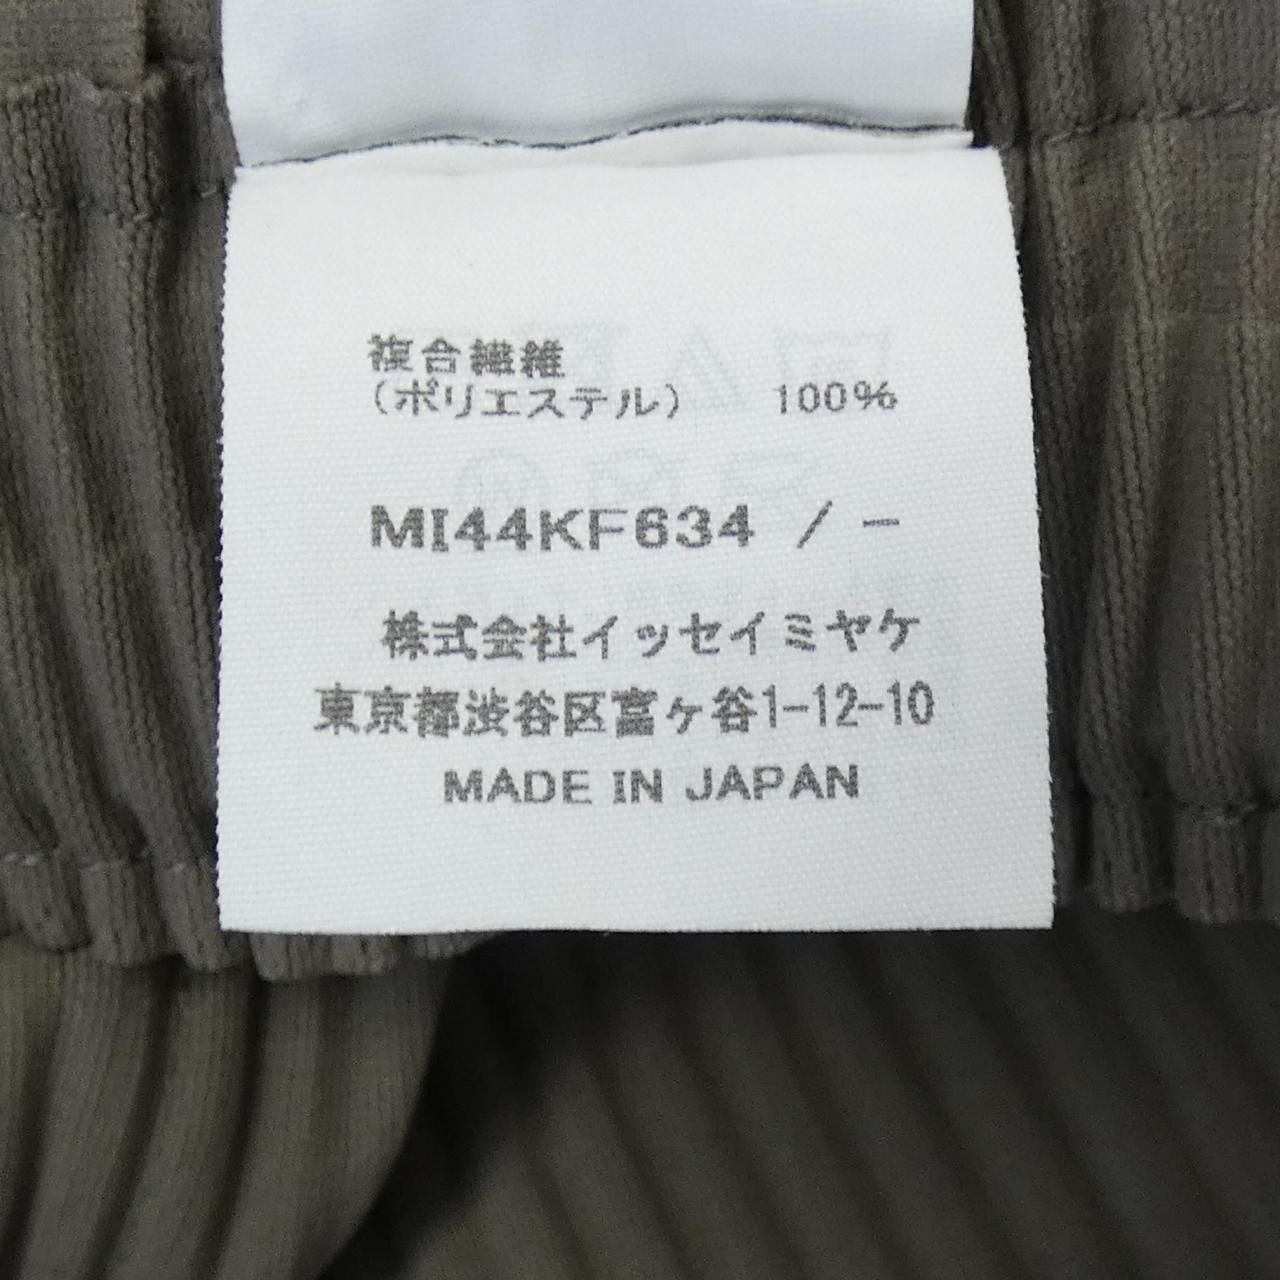 複合繊維
(ポリエステル) 100%
MI44KF634 / -
株式会社イッセイミヤケ
東京都渋谷区富ヶ谷1-12-10
MADE IN JAPAN